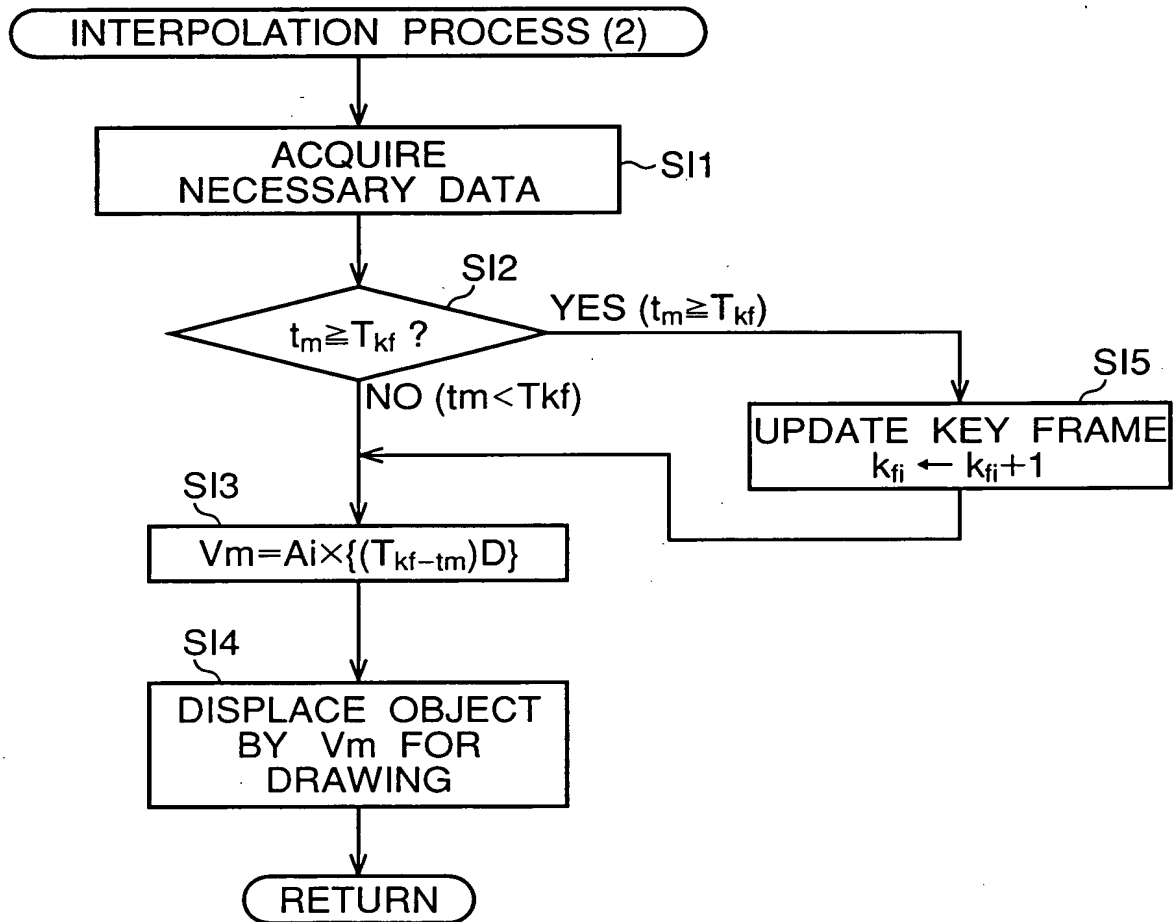 INTERPOLATION PROCESS (2)
ACQUIRE
NECESSARY DATA
SI1
SI2
tm≧Tkf ?
YES (tm≧Tkf)
NO (tm<Tkf)
SI5
UPDATE KEY FRAME
kfi ← kfi+1
SI3
Vm=Ai×{(Tkf-tm)D}
SI4
DISPLACE OBJECT
BY Vm FOR
DRAWING
RETURN